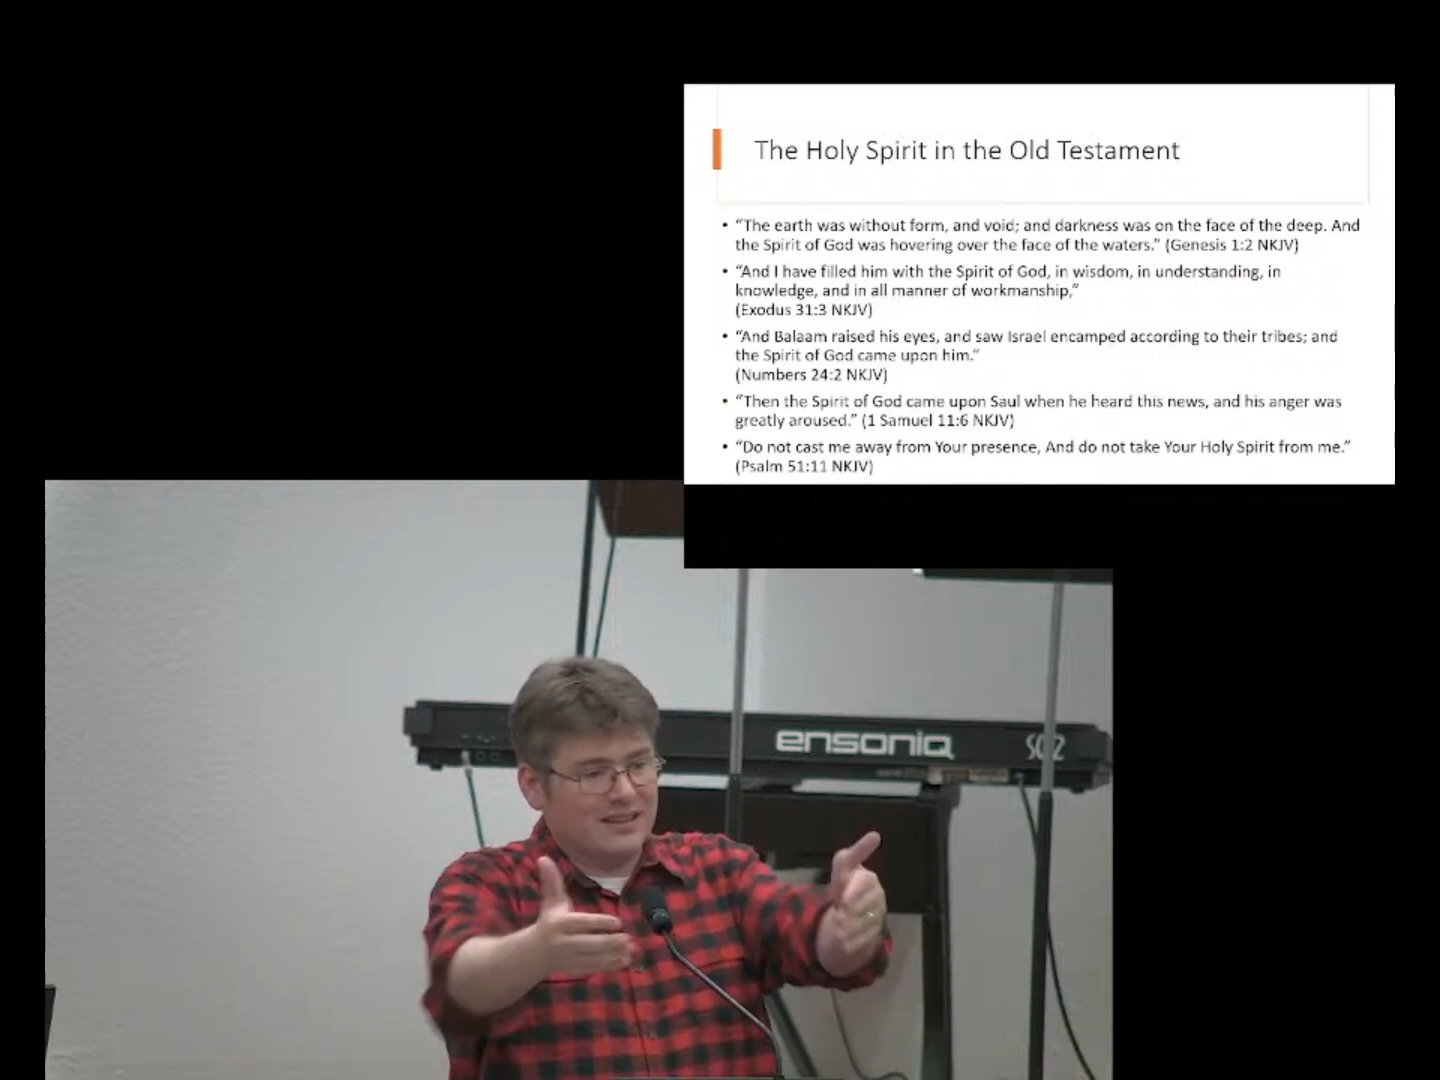 The Holy Spirit in the Old Testament
• “The earth was without form, and void; and darkness was on the face of the deep. And
the Spirit of God was hovering over the face of the waters.” (Genesis 1:2 NKJV)
• “And I have filled him with the Spirit of God, in wisdom, in understanding, in
knowledge, and in all manner of workmanship,”
(Exodus 31:3 NKJV)
• “And Balaam raised his eyes, and saw Israel encamped according to their tribes; and
the Spirit of God came upon him.”
(Numbers 24:2 NKJV)
• “Then the Spirit of God came upon Saul when he heard this news, and his anger was
greatly aroused.” (1 Samuel 11:6 NKJV)
• “Do not cast me away from Your presence, And do not take Your Holy Spirit from me.”
(Psalm 51:11 NKJV)
ensoniq